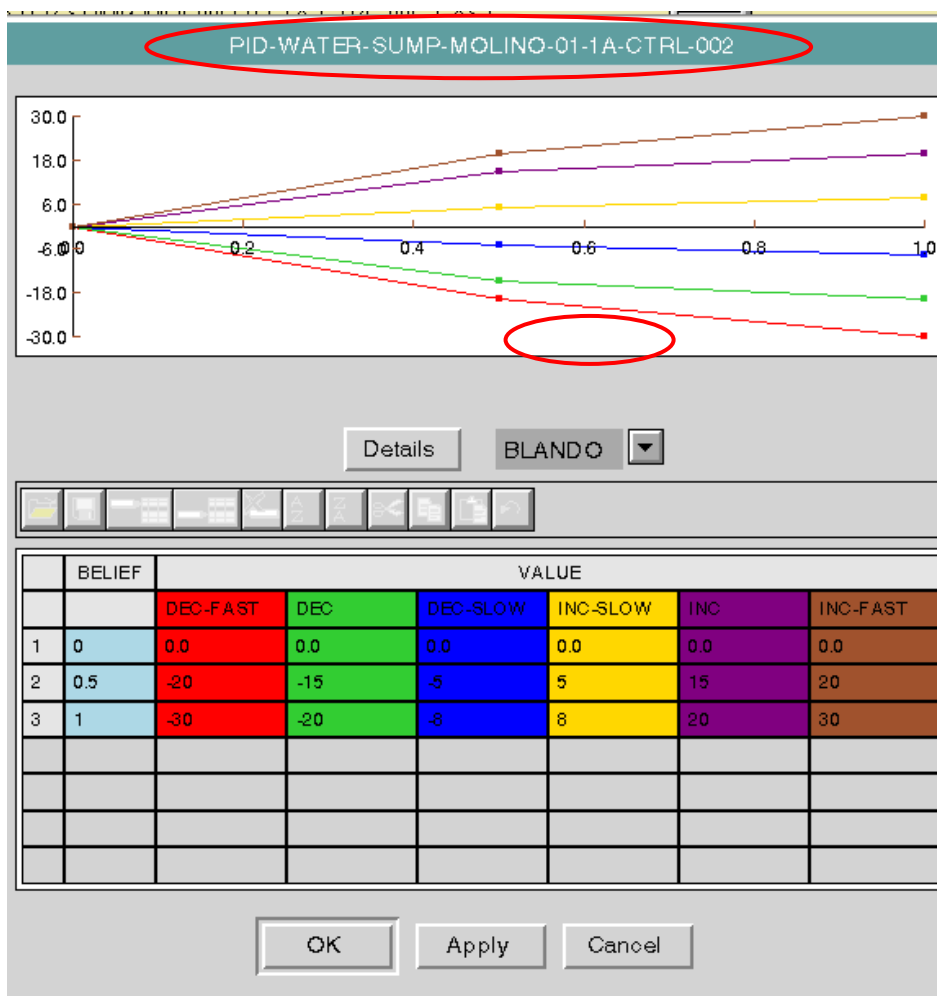 PID-WATER-SUMP-MOLINO-01-1A-CTRL-002
30.0
18.0
6.0
-6.0 0.0 0.2 0.4 0.6 0.8 1.0
-18.0
-30.0
Details BLANDO
BELIEF VALUE
DEC-FAST DEC DEC-SLOW INC-SLOW INC INC-FAST
1 0 0.0 0.0 0.0 0.0 0.0 0.0
2 0.5 -20 -15 -5 5 15 20
3 1 -30 -20 -8 8 20 30
OK Apply Cancel